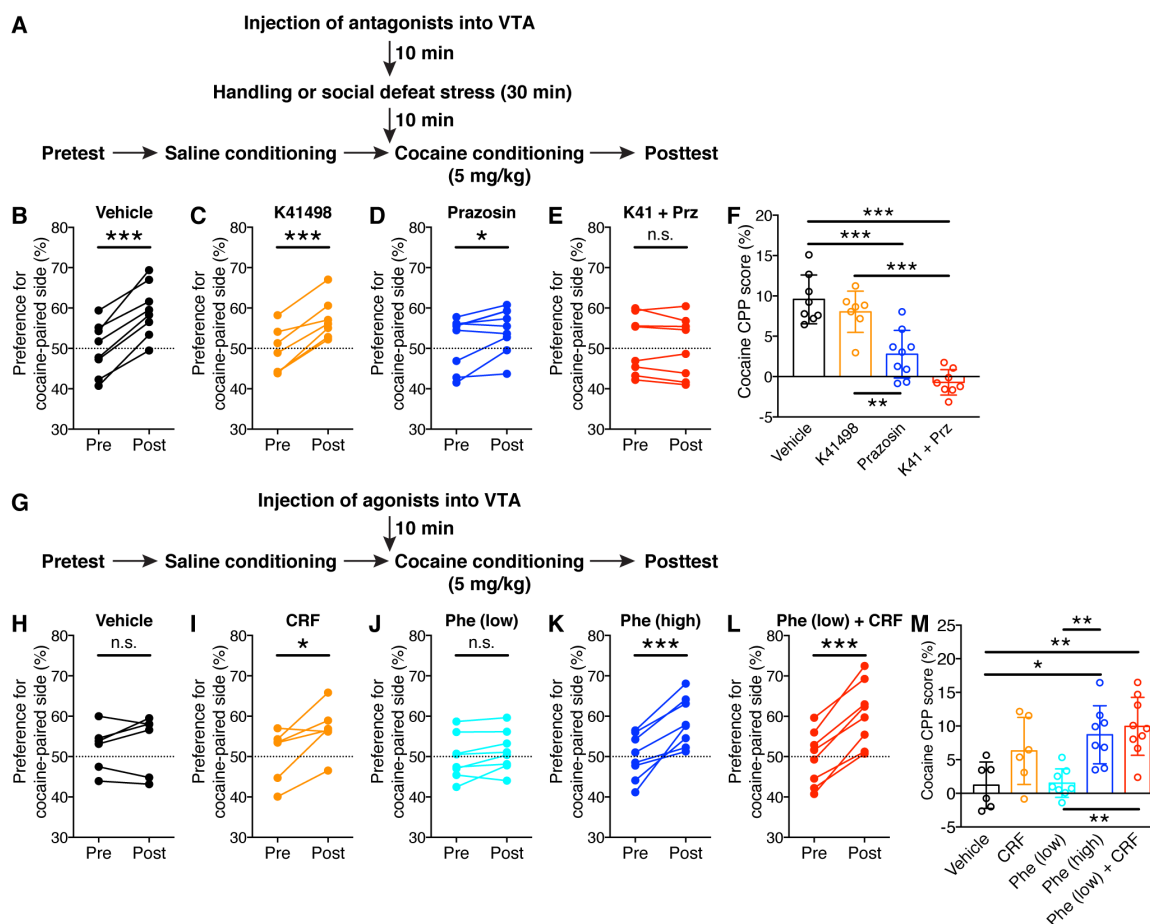 A
Injection of antagonists into VTA
10 min
Handling or social defeat stress (30 min)
10 min
Pretest
Saline conditioning
Cocaine conditioning
(5 mg/kg)
Posttest
B
Vehicle
***
Preference for
cocaine-paired side (%)
80
70
60
50
40
30
Pre
Post
C
K41498
***
Preference for
cocaine-paired side (%)
80
70
60
50
40
30
Pre
Post
D
Prazosin
*
Preference for
cocaine-paired side (%)
80
70
60
50
40
30
Pre
Post
E
K41 + Prz
n.s.
Preference for
cocaine-paired side (%)
80
70
60
50
40
30
Pre
Post
F
Cocaine CPP score (%)
20
15
10
5
0
-5
***
***
***
**
Vehicle
K41498
Prazosin
K41 + Prz
G
Injection of agonists into VTA
10 min
Pretest
Saline conditioning
Cocaine conditioning
(5 mg/kg)
Posttest
H
Vehicle
n.s.
Preference for
cocaine-paired side (%)
80
70
60
50
40
30
Pre
Post
I
CRF
*
Preference for
cocaine-paired side (%)
80
70
60
50
40
30
Pre
Post
J
Phe (low)
n.s.
Preference for
cocaine-paired side (%)
80
70
60
50
40
30
Pre
Post
K
Phe (high)
***
Preference for
cocaine-paired side (%)
80
70
60
50
40
30
Pre
Post
L
Phe (low) + CRF
***
Preference for
cocaine-paired side (%)
80
70
60
50
40
30
Pre
Post
M
Cocaine CPP score (%)
25
20
15
10
5
0
-5
**
**
*
**
Vehicle
CRF
Phe (low)
Phe (high)
Phe (low) + CRF